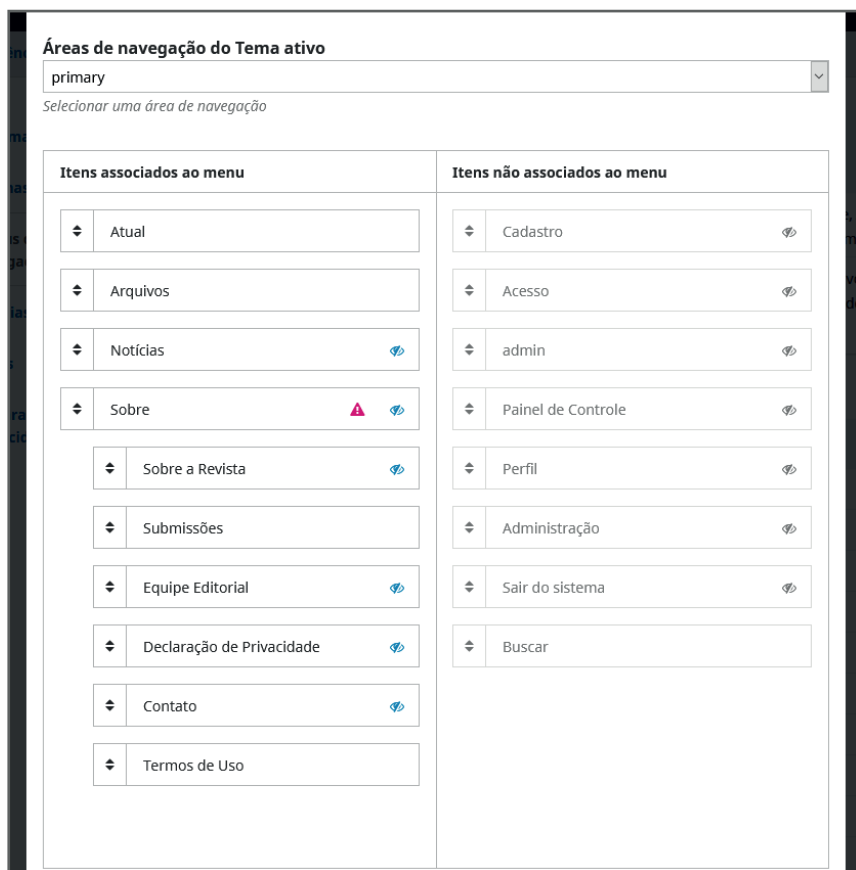 Áreas de navegação do Tema ativo
primary
Selecionar uma área de navegação
Itens associados ao menu
Atual
Arquivos
Notícias
Sobre
Sobre a Revista
Submissões
Equipe Editorial
Declaração de Privacidade
Contato
Termos de Uso
Itens não associados ao menu
Cadastro
Acesso
admin
Painel de Controle
Perfil
Administração
Sair do sistema
Buscar